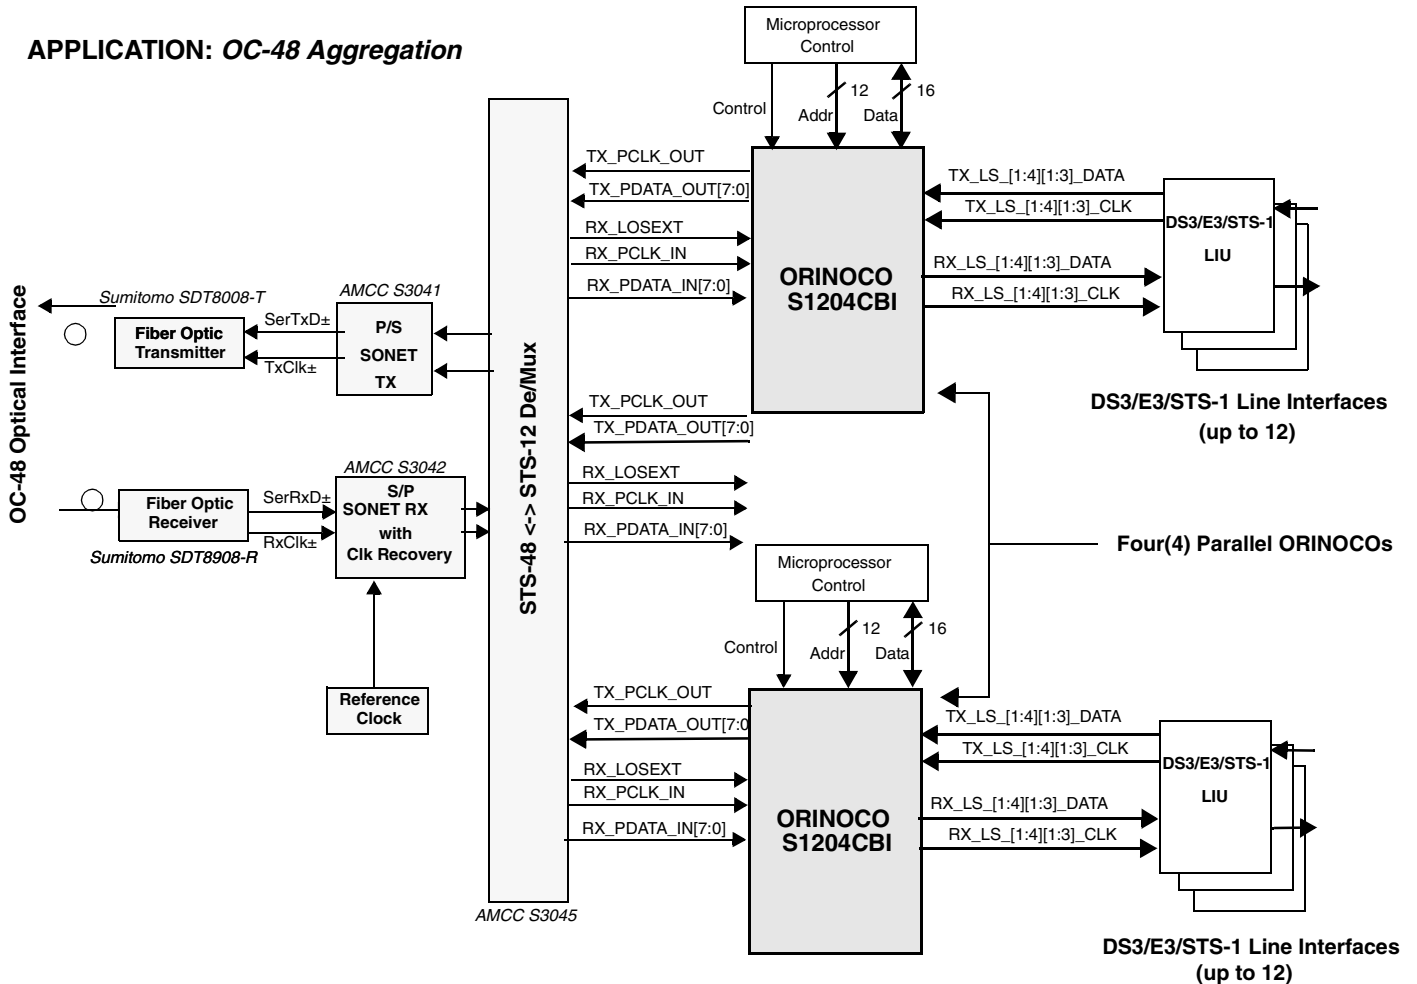 APPLICATION: OC-48 Aggregation
Microprocessor
Control
Control
12
Addr
16
Data
TX_PCLK_OUT
TX_PDATA_OUT[7:0]
RX_LOSEXT
RX_PCLK_IN
RX_PDATA_IN[7:0]
ORINOCO
S1204CBI
TX_LS_[1:4][1:3]_DATA
TX_LS_[1:4][1:3]_CLK
RX_LS_[1:4][1:3]_DATA
RX_LS_[1:4][1:3]_CLK
DS3/E3/STS-1
LIU
DS3/E3/STS-1 Line Interfaces
(up to 12)
OC-48 Optical Interface
Sumitomo SDT8008-T
Fiber Optic
Transmitter
SerTxD±
TxClk±
AMCC S3041
P/S
SONET
TX
STS-48 <-> STS-12 De/Mux
TX_PCLK_OUT
TX_PDATA_OUT[7:0]
RX_LOSEXT
RX_PCLK_IN
RX_PDATA_IN[7:0]
AMCC S3042
S/P
SONET RX
with
Clk Recovery
SerRxD±
RxClk±
Fiber Optic
Receiver
Sumitomo SDT8908-R
Reference
Clock
Four(4) Parallel ORINOCOs
Microprocessor
Control
Control
12
Addr
16
Data
TX_PCLK_OUT
TX_PDATA_OUT[7:0
RX_LOSEXT
RX_PCLK_IN
RX_PDATA_IN[7:0]
ORINOCO
S1204CBI
TX_LS_[1:4][1:3]_DATA
TX_LS_[1:4][1:3]_CLK
RX_LS_[1:4][1:3]_DATA
RX_LS_[1:4][1:3]_CLK
DS3/E3/STS-1
LIU
AMCC S3045
DS3/E3/STS-1 Line Interfaces
(up to 12)